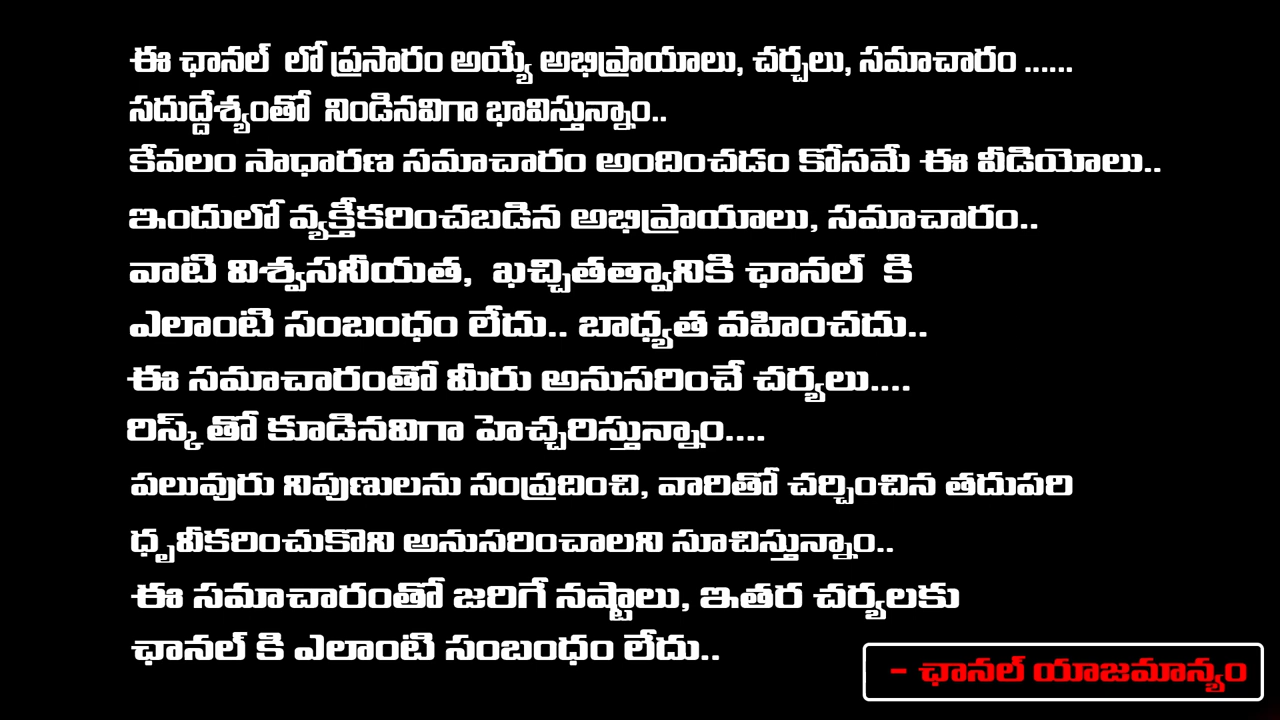 ఈ ఛానల్ లో ప్రసారం అయ్యే అభిప్రాయాలు, చర్చలు, సమాచారం ......
సదుద్దేశ్యంతో నిండినవిగా భావిస్తున్నాం..
కేవలం సాధారణ సమాచారం అందించడం కోసమే ఈ వీడియోలు..
ఇందులో వ్యక్తీకరించబడిన అభిప్రాయాలు, సమాచారం..
వాటి విశ్వసనీయత, ఖచ్చితత్వానికి ఛానల్ కి
ఎలాంటి సంబంధం లేదు.. బాధ్యత వహించదు..
ఈ సమాచారంతో మీరు అనుసరించే చర్యలు....
రిస్క్ తో కూడినవిగా హెచ్చరిస్తున్నాం....
పలువురు నిపుణులను సంప్రదించి, వారితో చర్చించిన తదుపరి
ధృవీకరించుకొని అనుసరించాలని సూచిస్తున్నాం..
ఈ సమాచారంతో జరిగే నష్టాలు, ఇతర చర్యలకు
ఛానల్ కి ఎలాంటి సంబంధం లేదు..
- ఛానల్ యాజమాన్యం